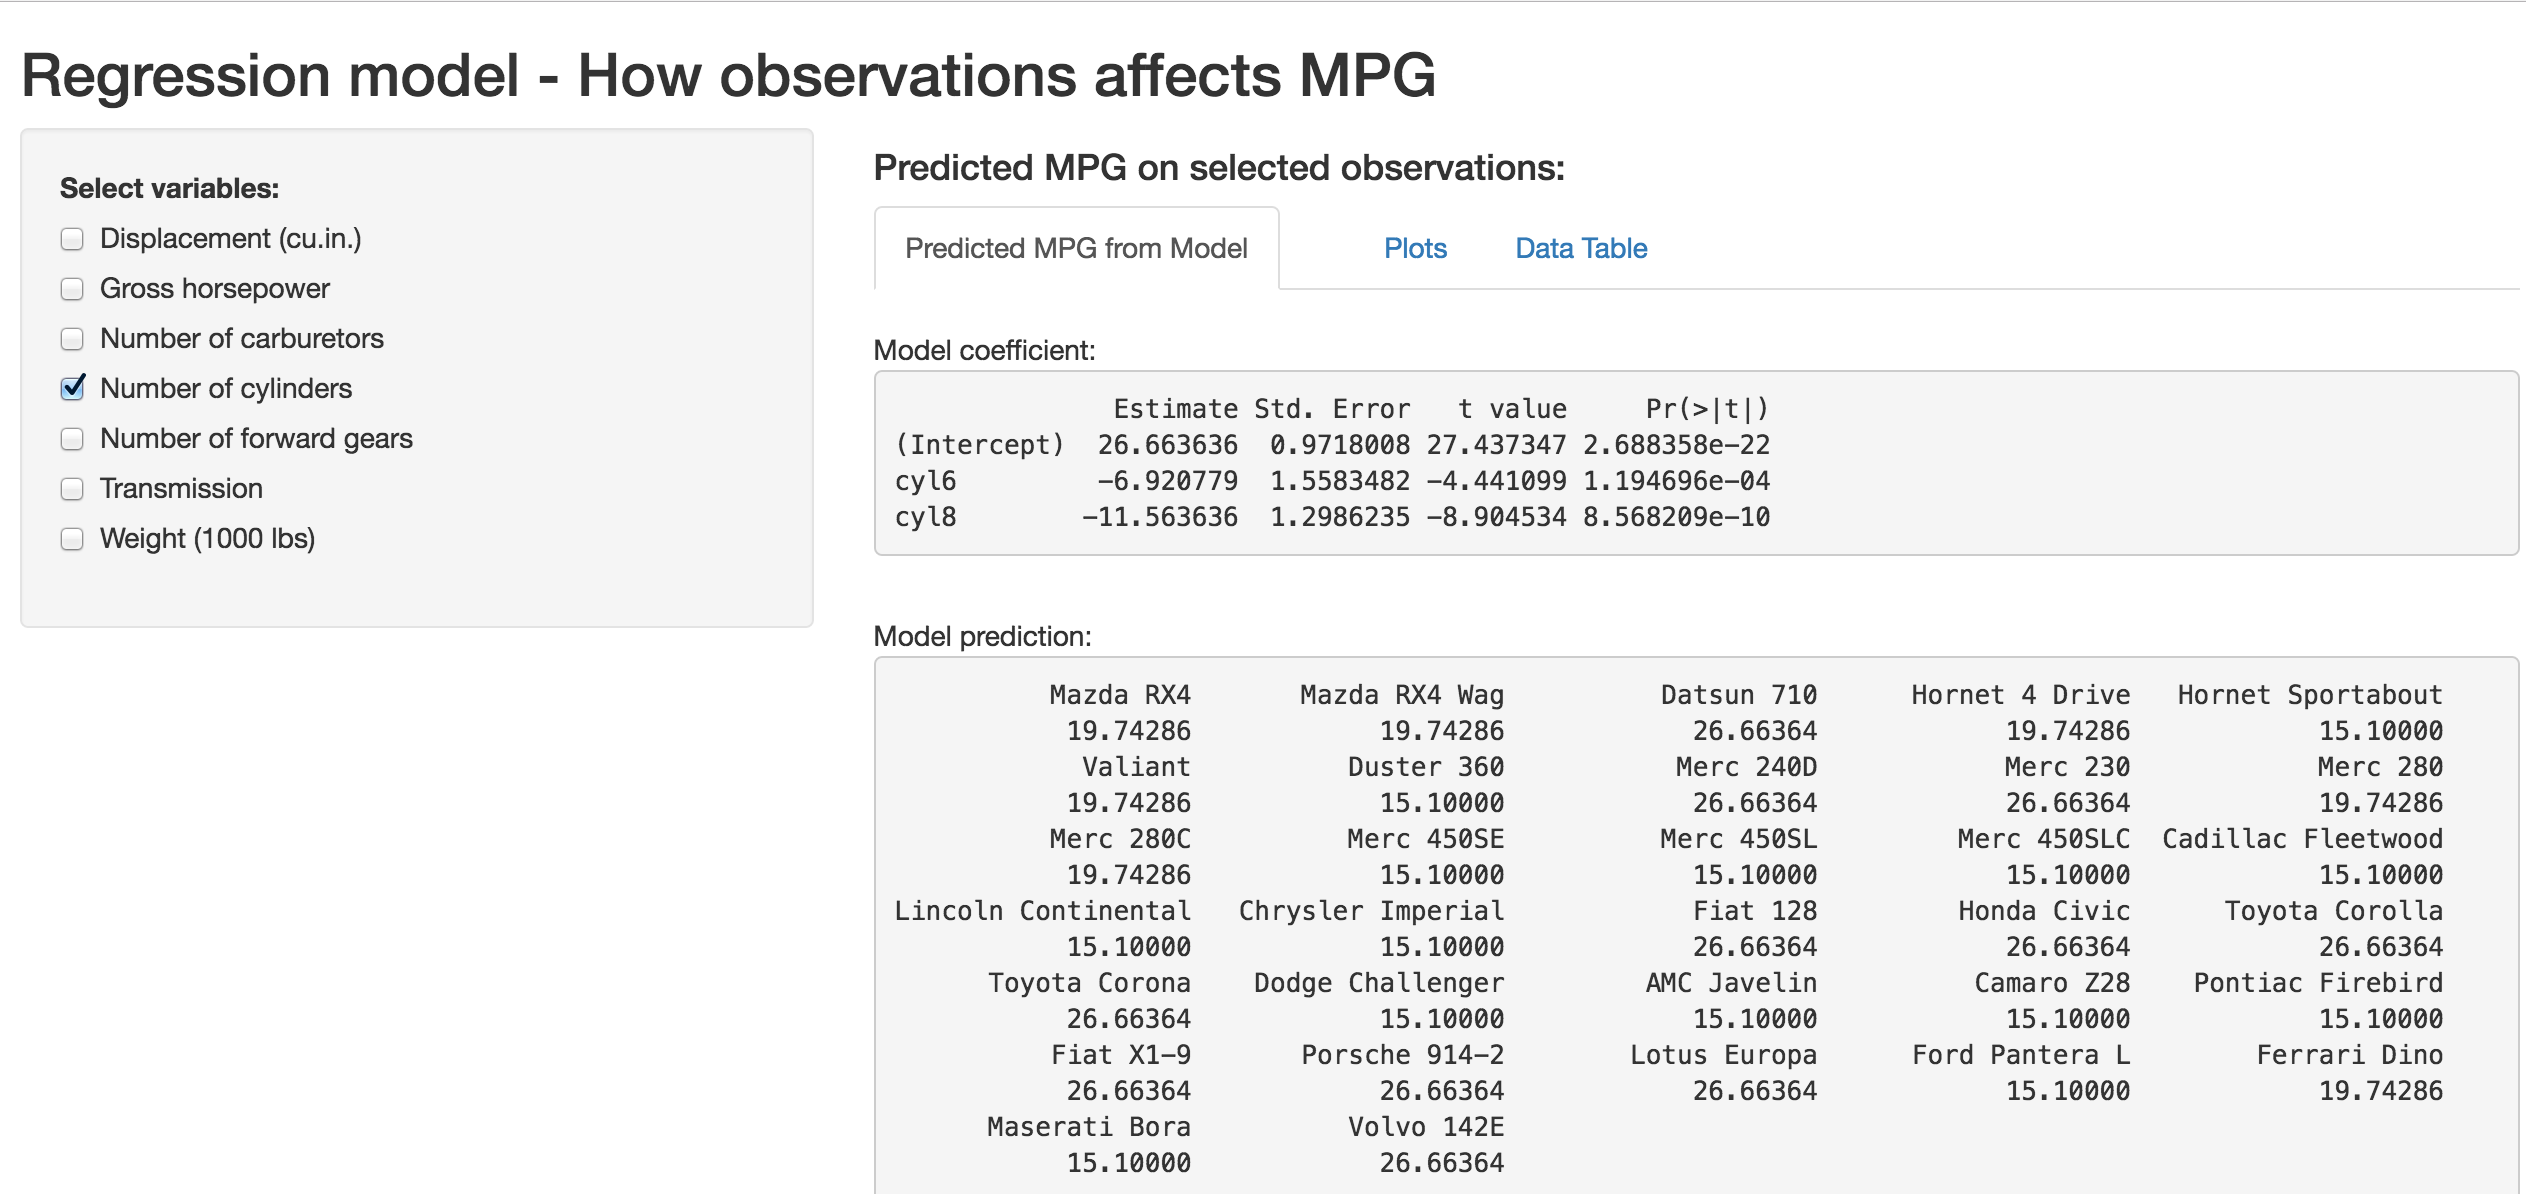 Regression model - How observations affects MPG
Select variables:
Displacement (cu.in.)
Gross horsepower
Number of carburetors
Number of cylinders
Number of forward gears
Transmission
Weight (1000 lbs)
Predicted MPG on selected observations:
Predicted MPG from Model Plots Data Table
Model coefficient:
Estimate Std. Error t value Pr(>|t|)
(Intercept) 26.663636 0.9718008 27.437347 2.688358e-22
cyl6 -6.920779 1.5583482 -4.441099 1.194696e-04
cyl8 -11.563636 1.2986235 -8.904534 8.568209e-10
Model prediction:
Mazda RX4 Mazda RX4 Wag Datsun 710 Hornet 4 Drive Hornet Sportabout
19.74286 19.74286 26.66364 19.74286 15.10000
Valiant Duster 360 Merc 240D Merc 230 Merc 280
19.74286 15.10000 26.66364 26.66364 19.74286
Merc 280C Merc 450SE Merc 450SL Merc 450SLC Cadillac Fleetwood
19.74286 15.10000 15.10000 15.10000 15.10000
Lincoln Continental Chrysler Imperial Fiat 128 Honda Civic Toyota Corolla
15.10000 15.10000 26.66364 26.66364 26.66364
Toyota Corona Dodge Challenger AMC Javelin Camaro Z28 Pontiac Firebird
26.66364 15.10000 15.10000 15.10000 15.10000
Fiat X1-9 Porsche 914-2 Lotus Europa Ford Pantera L Ferrari Dino
26.66364 26.66364 26.66364 15.10000 19.74286
Maserati Bora Volvo 142E
15.10000 26.66364